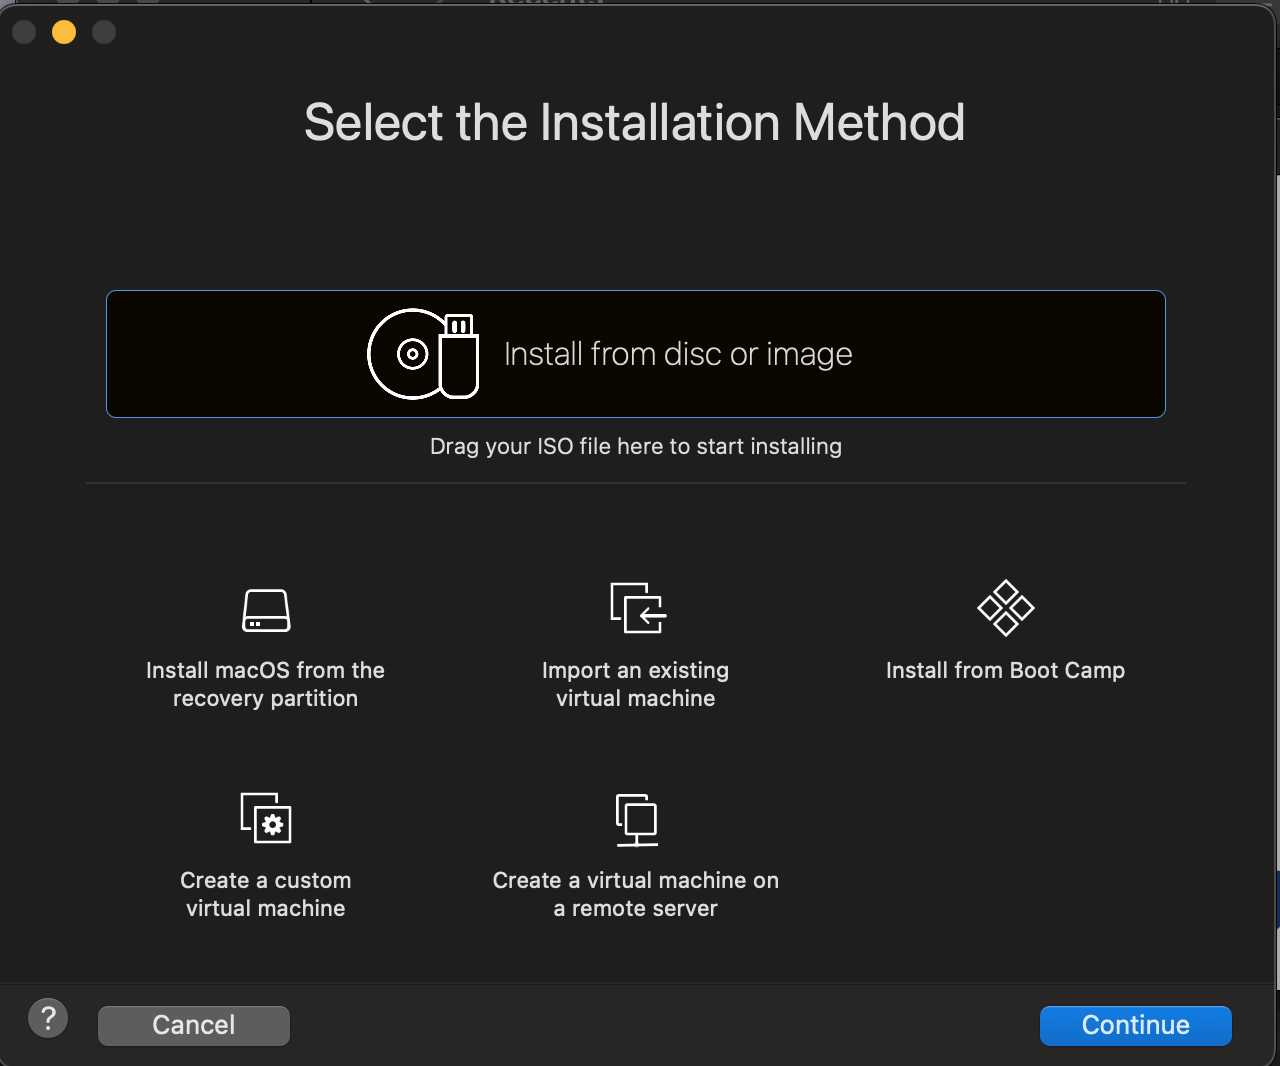 Select the Installation Method
Install from disc or image
Drag your ISO file here to start installing
Install macOS from the
recovery partition
Import an existing
virtual machine
Install from Boot Camp
Create a custom
virtual machine
Create a virtual machine on
a remote server
?
Cancel
Continue